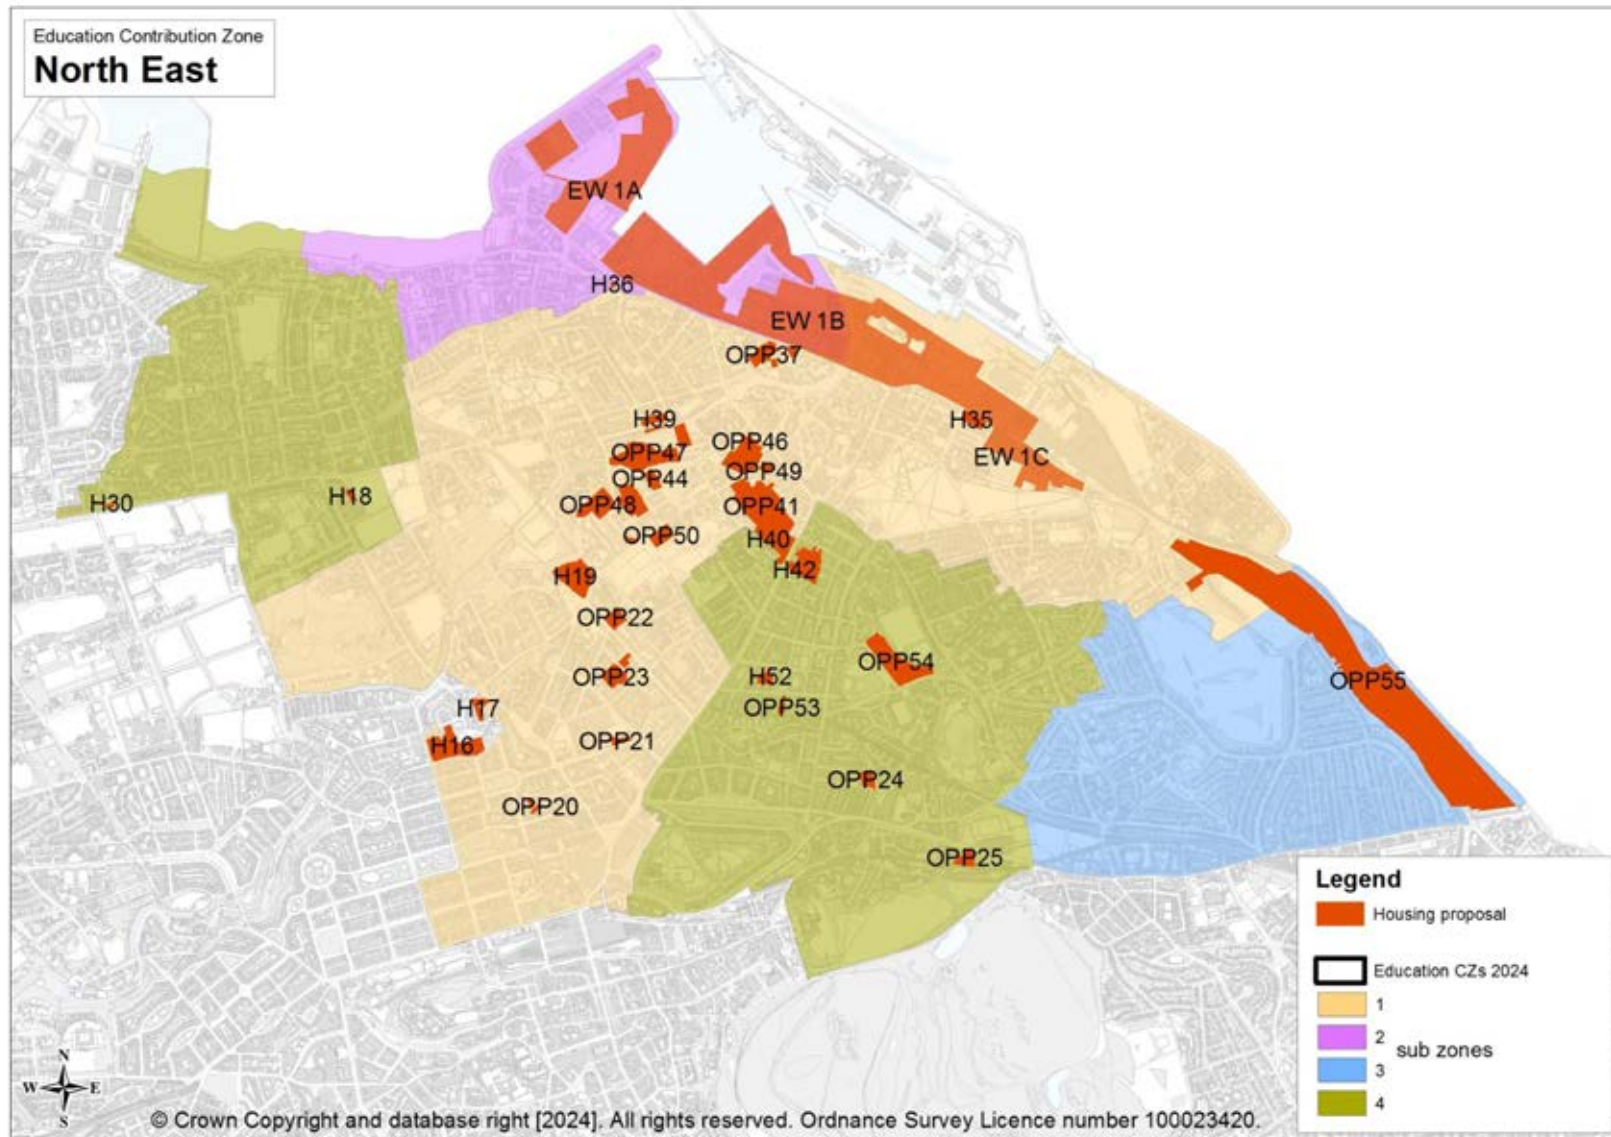 Education Contribution Zone
North East
EW 1A
H36
EW 1B
OPP37
H39
H35
OPP46
OPP47
EW 1C
OPP49
OPP44
H18
H30
OPP48
OPP41
OPP50
H40
H42
H19
OPP22
OPP54
OPP23
H52
OPP55
H17
OPP53
H16
OPP21
OPP24
OPP20
OPP25
Legend
Housing proposal
Education CZs 2024
1
2
sub zones
3
4
N
W E
S
© Crown Copyright and database right [2024]. All rights reserved. Ordnance Survey Licence number 100023420.